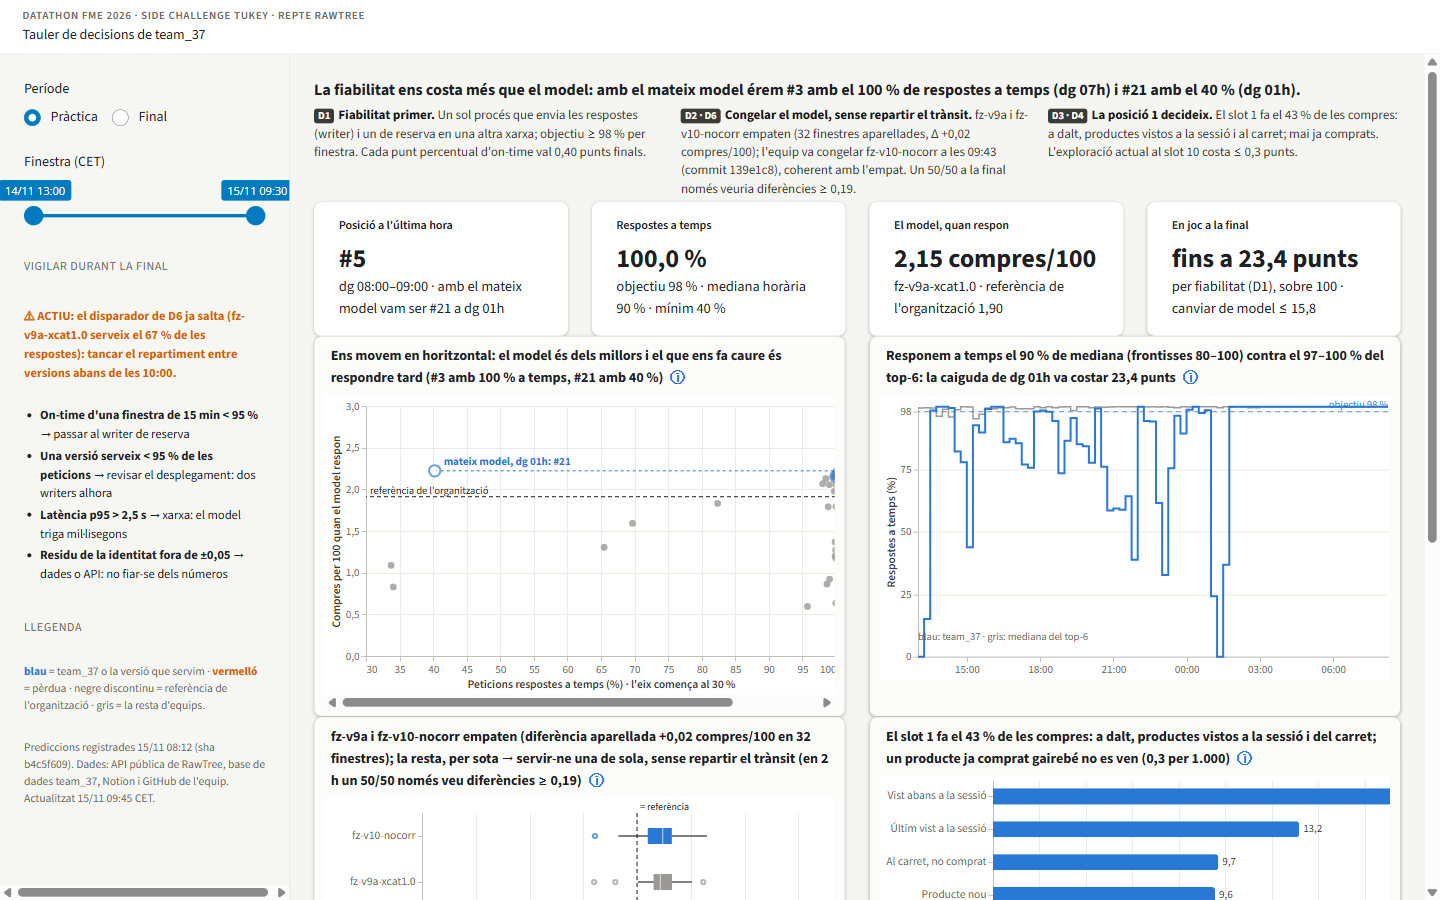 DATATHON FME 2026 · SIDE CHALLENGE TUKEY · REPTE RAWTREE
Tauler de decisions de team_37
Període
Pràctica
Final
Finestra (CET)
14/11 13:00
15/11 09:30
VIGILAR DURANT LA FINAL
⚠ ACTIU: el disparador de D6 ja salta (fz-
v9a-xcat1.0 serveix el 67 % de les
respostes): tancar el repartiment entre
versions abans de les 10:00.
• On-time d'una finestra de 15 min < 95 %
→ passar al writer de reserva
• Una versió serveix < 95 % de les
peticions → revisar el desplegament: dos
writers alhora
• Latència p95 > 2,5 s → xarxa: el model
triga mil·lisegons
• Residu de la identitat fora de ±0,05 →
dades o API: no fiar-se dels números
LLEGENDA
blau = team_37 o la versió que servim · vermelló
= pèrdua · negre discontinu = referència de
l'organització · gris = la resta d'equips.
Prediccions registrades 15/11 08:12 (sha
b4c5f609). Dades: API pública de RawTree, base de
dades team_37, Notion i GitHub de l'equip.
Actualitzat 15/11 09:45 CET.
La fiabilitat ens costa més que el model: amb el mateix model érem #3 amb el 100 % de respostes a temps (dg 07h) i #21 amb el 40 % (dg 01h).
D1 Fiabilitat primer. Un sol procés que envia les respostes
(writer) i un de reserva en una altra xarxa; objectiu ≥ 98 % per
finestra. Cada punt percentual d'on-time val 0,40 punts finals.
D2 · D6 Congelar el model, sense repartir el trànsit. fz-v9a i fz-
v10-nocorr empaten (32 finestres aparellades, Δ +0,02
compres/100); l'equip va congelar fz-v10-nocorr a les 09:43
(commit 139e1c8), coherent amb l'empat. Un 50/50 a la final
només veuria diferències ≥ 0,19.
D3 · D4 La posició 1 decideix. El slot 1 fa el 43 % de les compres:
a dalt, productes vistos a la sessió i al carret; mai ja comprats.
L'exploració actual al slot 10 costa ≤ 0,3 punts.
Posició a l'última hora
#5
dg 08:00–09:00 · amb el mateix
model vam ser #21 a dg 01h
Respostes a temps
100,0 %
objectiu 98 % · mediana horària
90 % · mínim 40 %
El model, quan respon
2,15 compres/100
fz-v9a-xcat1.0 · referència de
l'organització 1,90
En joc a la final
fins a 23,4 punts
per fiabilitat (D1), sobre 100 ·
canviar de model ≤ 15,8
Ens movem en horitzontal: el model és dels millors i el que ens fa caure és
respondre tard (#3 amb 100 % a temps, #21 amb 40 %) ⓘ
3,0
2,5
2,0
1,5
1,0
0,5
0,0
Compres per 100 quan el model respon
mateix model, dg 01h: #21
referència de l'organització
30 35 40 45 50 55 60 65 70 75 80 85 90 95 100
Peticions respostes a temps (%) · l'eix comença al 30 %
Responem a temps el 90 % de mediana (frontisses 80–100) contra el 97–100 % del
top-6: la caiguda de dg 01h va costar 23,4 punts ⓘ
objectiu 98 %
98
75
50
25
0
Respostes a temps (%)
blau: team_37 · gris: mediana del top-6
15:00 18:00 21:00 00:00 03:00 06:00
fz-v9a i fz-v10-nocorr empaten (diferència aparellada +0,02 compres/100 en 32
finestres); la resta, per sota → servir-ne una de sola, sense repartir el trànsit (en 2
h un 50/50 només veu diferències ≥ 0,19) ⓘ
= referència
fz-v10-nocorr
fz-v9a-xcat1.0
El slot 1 fa el 43 % de les compres: a dalt, productes vistos a la sessió i del carret;
un producte ja comprat gairebé no es ven (0,3 per 1.000) ⓘ
Vist abans a la sessió
Últim vist a la sessió
13,2
Al carret, no comprat
9,7
Producte nou
9,6